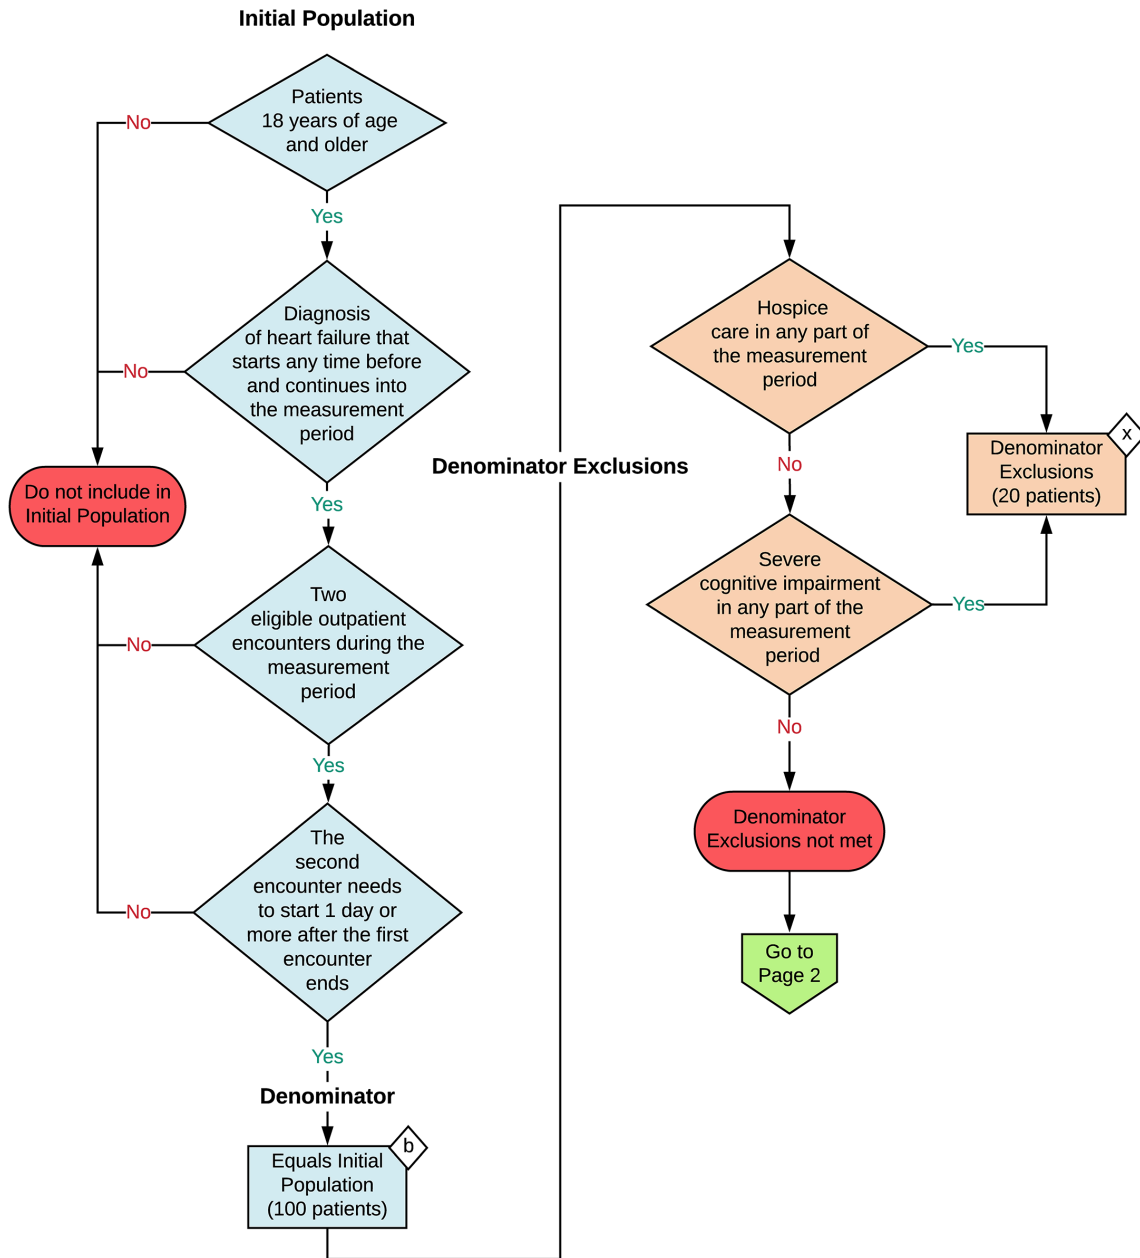 Initial Population
Patients
18 years of age
and older
No
Yes
Diagnosis
of heart failure that
starts any time before
and continues into
the measurement
period
No
Do not include in
Initial Population
Yes
Two
eligible outpatient
encounters during the
measurement
period
No
Yes
The
second
encounter needs
to start 1 day or
more after the first
encounter
ends
No
Yes
Denominator
b
Equals Initial
Population
(100 patients)
Denominator Exclusions
Hospice
care in any part of
the measurement
period
Yes
x
Denominator
Exclusions
(20 patients)
No
Severe
cognitive impairment
in any part of the
measurement
period
Yes
No
Denominator
Exclusions not met
Go to
Page 2